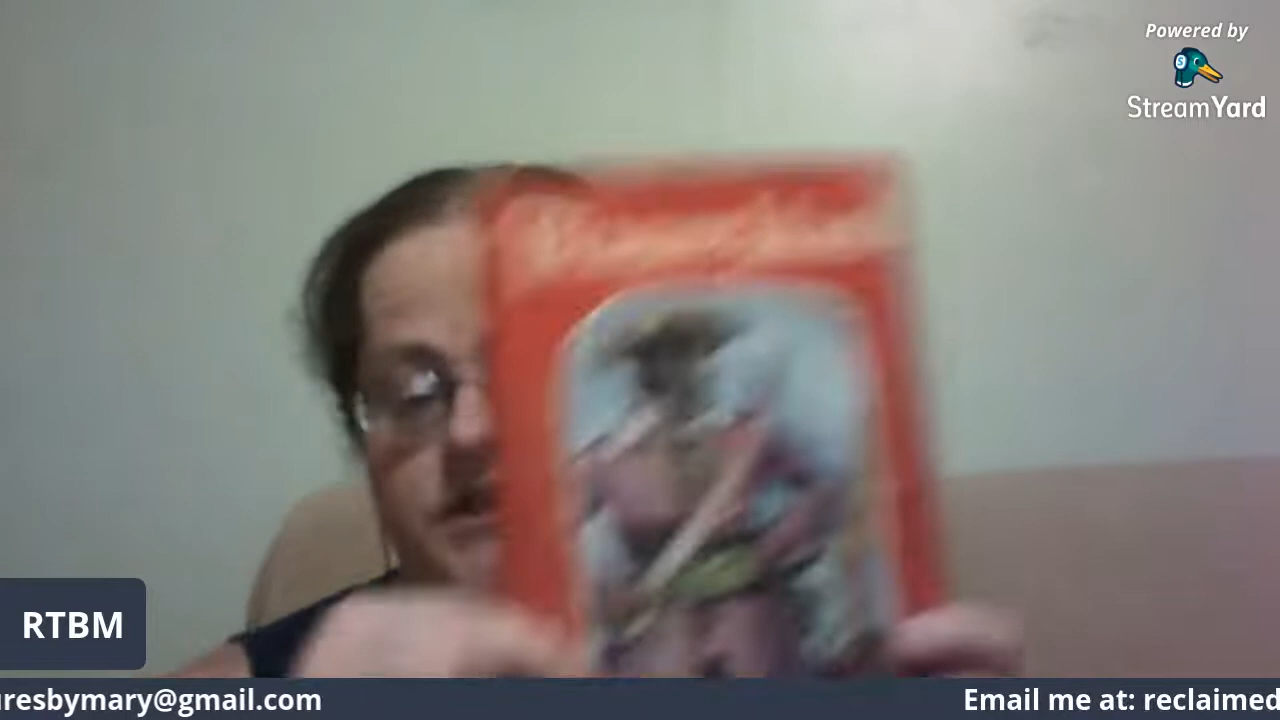 Powered by
StreamYard
RTBM
uresbymary@gmail.com
Email me at: reclaimed